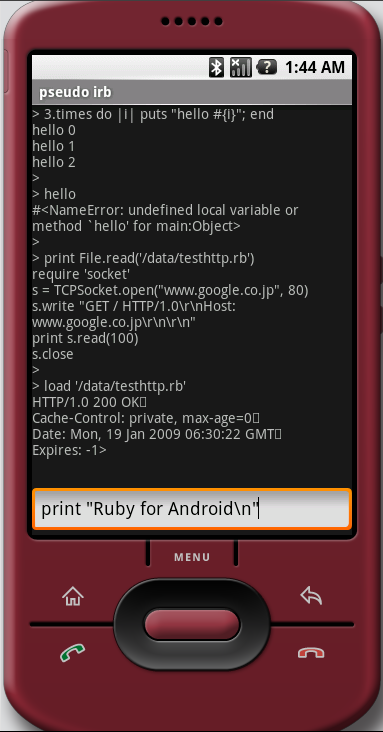 1:44 AM
pseudo irb
> 3.times do |i| puts "hello #{i}"; end
hello 0
hello 1
hello 2
>
> hello
#<NameError: undefined local variable or
method `hello' for main:Object>
>
> print File.read('/data/testhttp.rb')
require 'socket'
s = TCPSocket.open("www.google.co.jp", 80)
s.write "GET / HTTP/1.0\r\nHost:
www.google.co.jp\r\n\r\n"
print s.read(100)
s.close
>
> load '/data/testhttp.rb'
HTTP/1.0 200 OK▯
Cache-Control: private, max-age=0▯
Date: Mon, 19 Jan 2009 06:30:22 GMT▯
Expires: -1>
print "Ruby for Android\n"
MENU